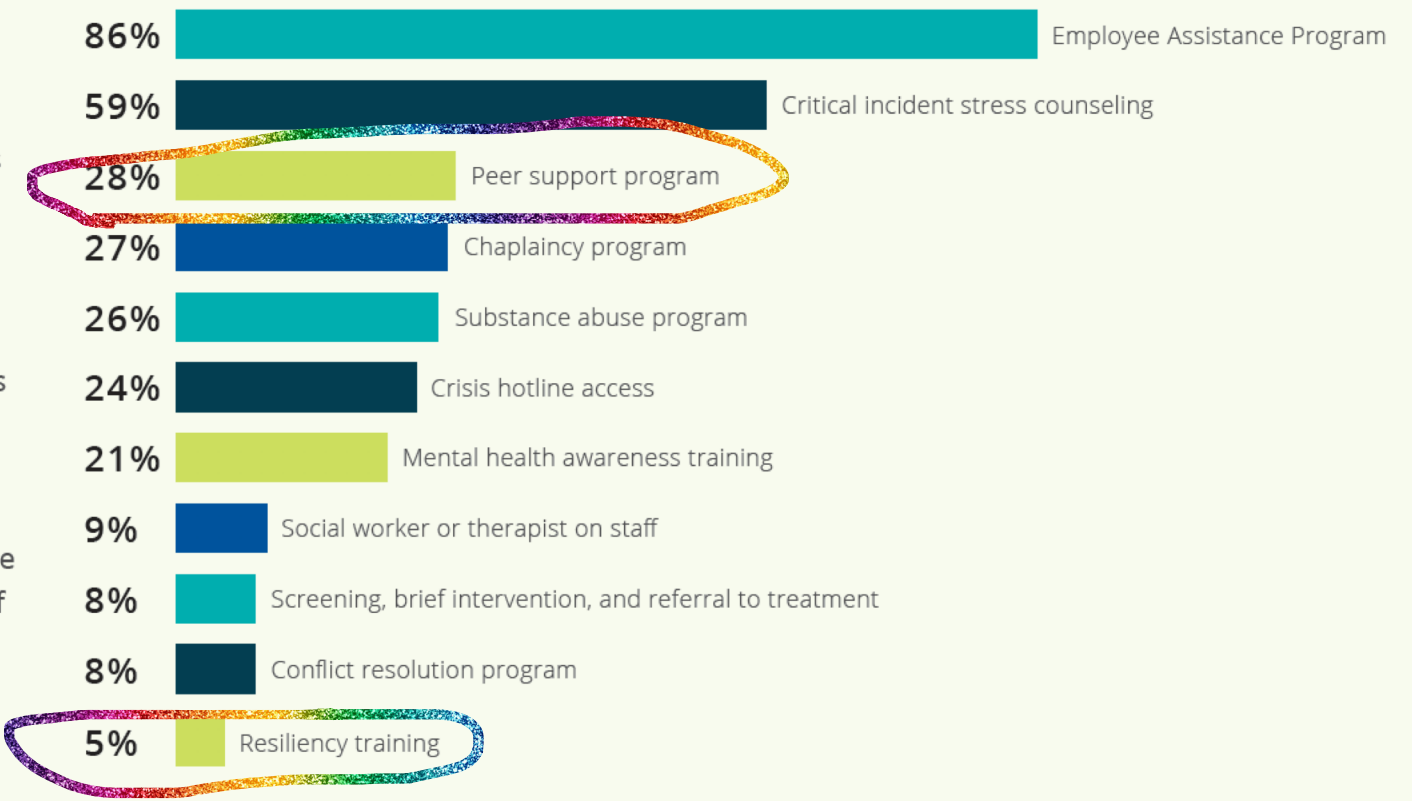 86% Employee Assistance Program
59% Critical incident stress counseling
28% Peer support program
27% Chaplaincy program
26% Substance abuse program
s
24% Crisis hotline access
21% Mental health awareness training
9% Social worker or therapist on staff
e
8% Screening, brief intervention, and referral to treatment
f
8% Conflict resolution program
5% Resiliency training